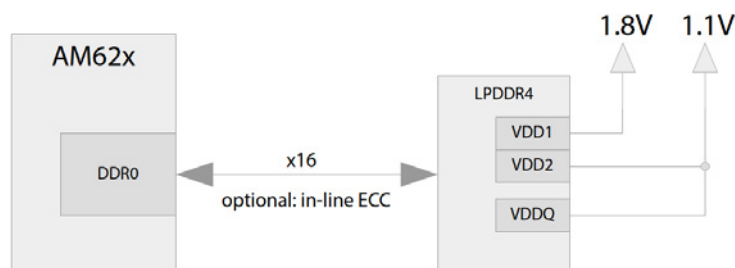 1.8V 1.1V
AM62x
LPDDR4
VDD1
DDR0
x16
VDD2
optional: in-line ECC
VDDQ